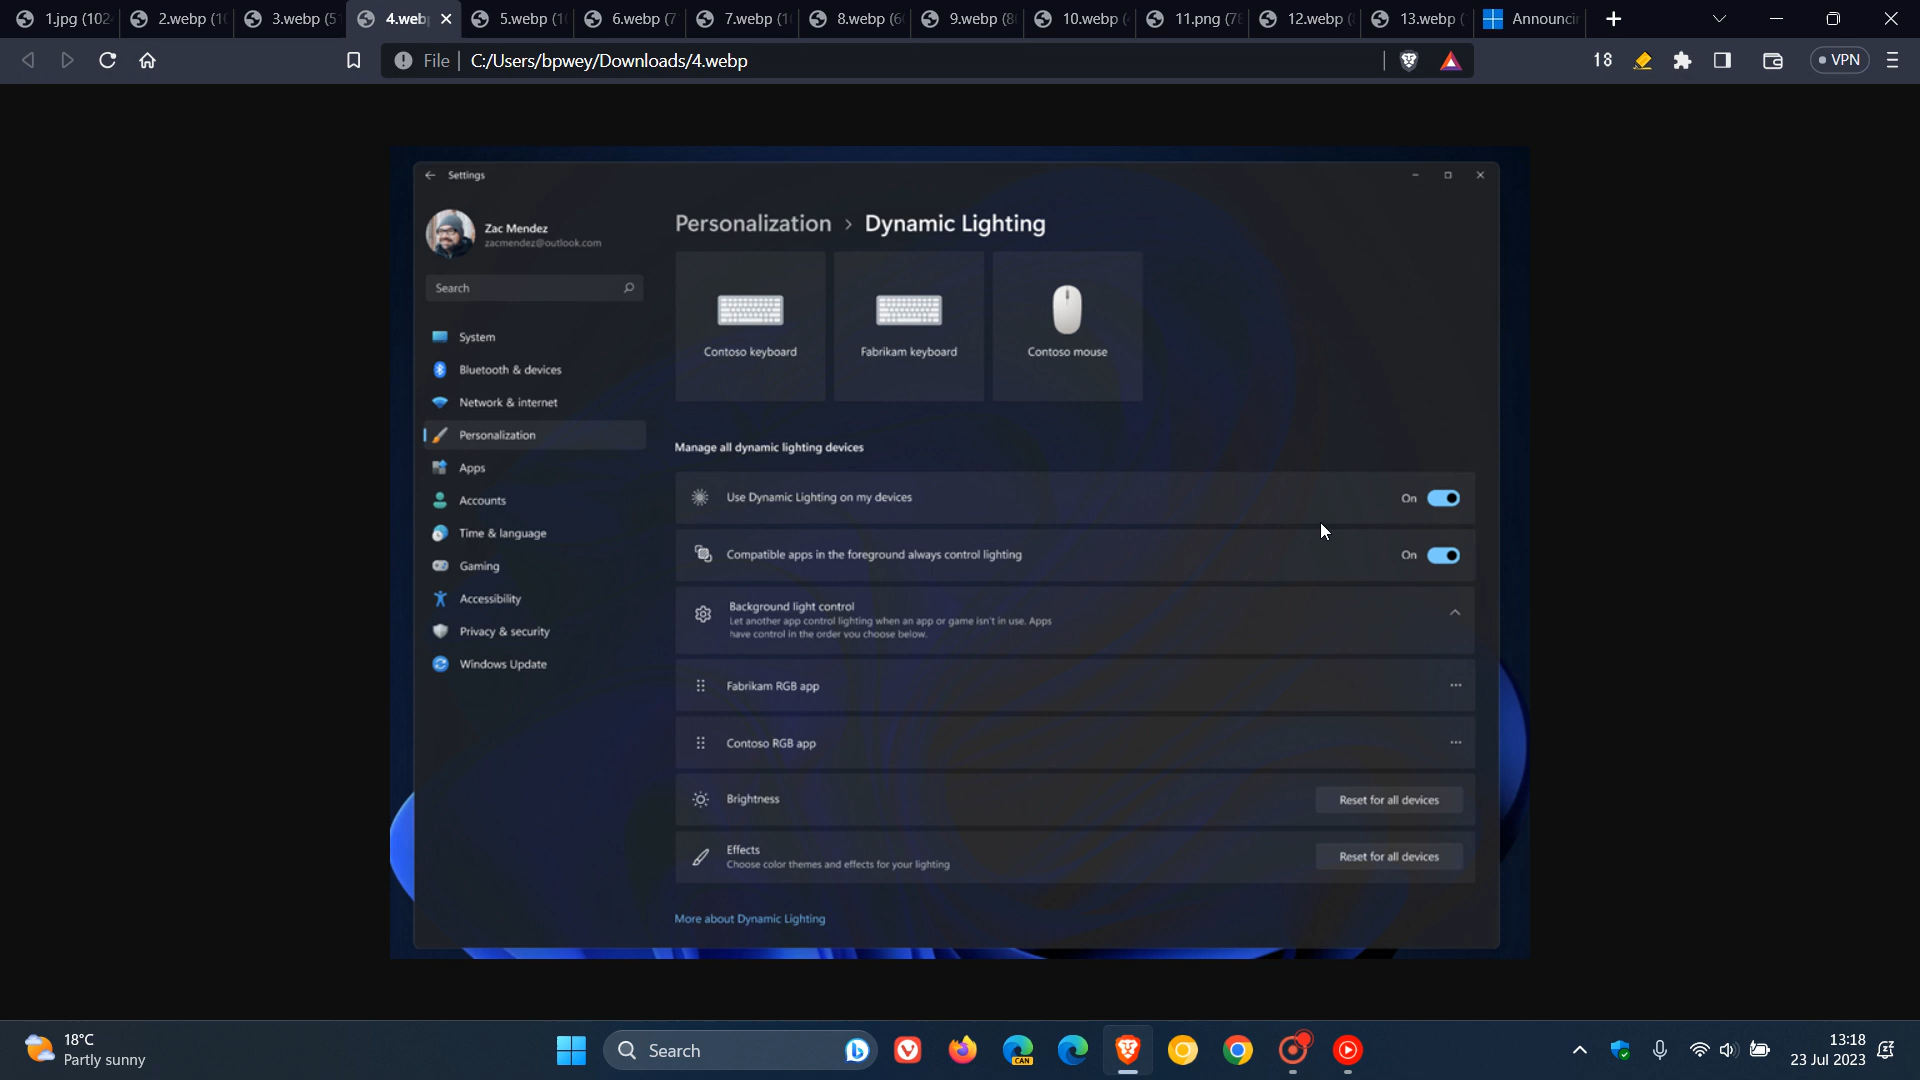 1.jpg (102
2.webp (1
3.webp (5
4.web
5.webp (1
6.webp (7
7.webp (1
8.webp (6
9.webp (8
10.webp (
11.png (7
12.webp (
13.webp (
Announcin
File
C:/Users/bpwey/Downloads/4.webp
18
VPN
Settings
Zac Mendez
zacmendez@outlook.com
Search
System
Bluetooth & devices
Network & internet
Personalization
Apps
Accounts
Time & language
Gaming
Accessibility
Privacy & security
Windows Update
Personalization > Dynamic Lighting
Contoso keyboard
Fabrikam keyboard
Contoso mouse
Manage all dynamic lighting devices
Use Dynamic Lighting on my devices
On
Compatible apps in the foreground always control lighting
On
Background light control
Let another app control lighting when an app or game isn't in use. Apps
have control in the order you choose below.
Fabrikam RGB app
Contoso RGB app
Brightness
Reset for all devices
Effects
Choose color themes and effects for your lighting
Reset for all devices
More about Dynamic Lighting
18°C
Partly sunny
Search
CAN
13:18
23 Jul 2023